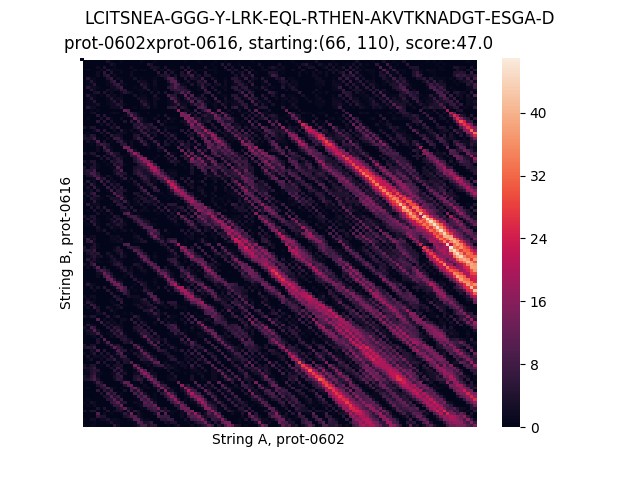 LCITSNEA-GGG-Y-LRK-EQL-RTHEN-AKVTKNADGT-ESGA-D
prot-0602xprot-0616, starting:(66, 110), score:47.0
40
32
24
16
8
0
String B, prot-0616
String A, prot-0602